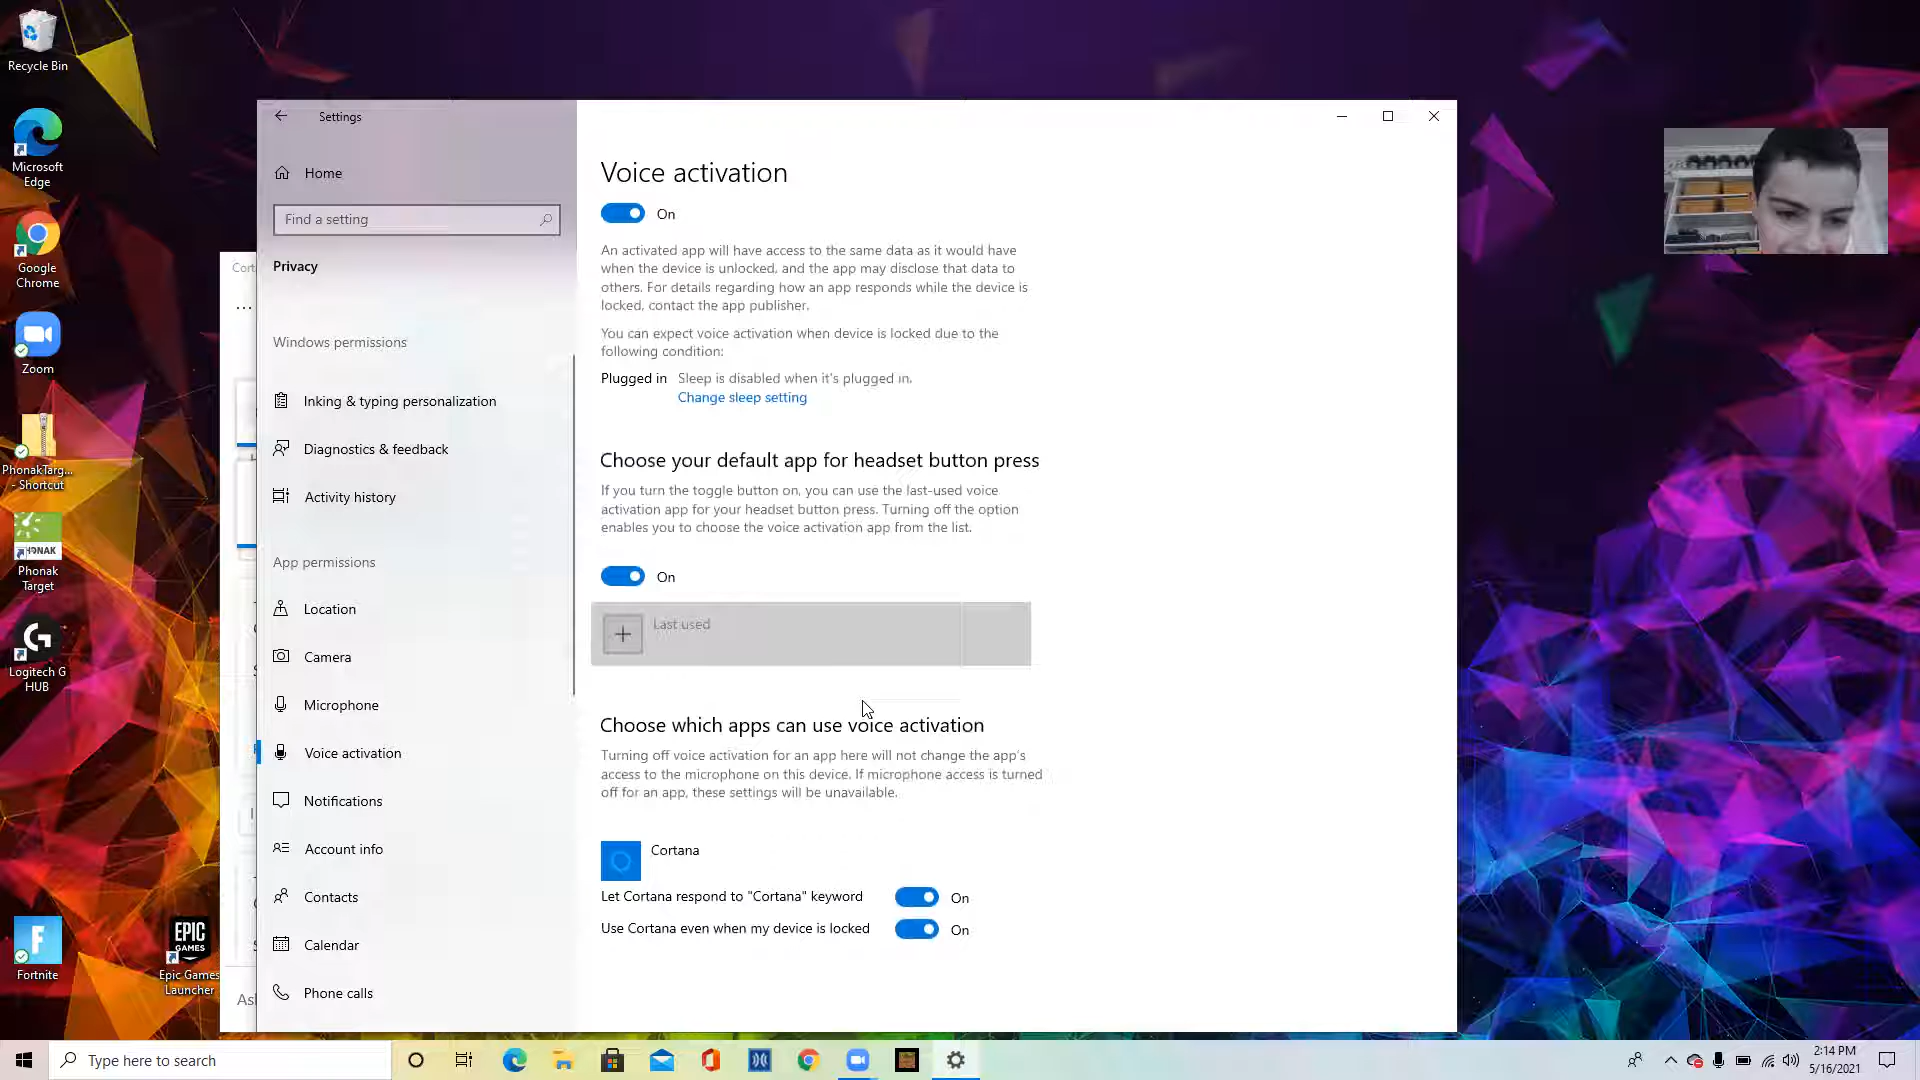 Recycle Bin
Microsoft
Edge
Google
Chrome
Zoom
PhonakTarg...
- Shortcut
PHONAK
Phonak
Target
Logitech G
HUB
Fortnite
EPIC
GAMES
Epic Games
Launcher
Settings
Home
Find a setting
Privacy
Windows permissions
Inking & typing personalization
Diagnostics & feedback
Activity history
App permissions
Location
Camera
Microphone
Voice activation
Notifications
Account info
Contacts
Calendar
Phone calls
Voice activation
On
An activated app will have access to the same data as it would have
when the device is unlocked, and the app may disclose that data to
others. For details regarding how an app responds while the device is
locked, contact the app publisher.
You can expect voice activation when device is locked due to the
following condition:
Plugged in Sleep is disabled when it's plugged in.
Change sleep setting
Choose your default app for headset button press
If you turn the toggle button on, you can use the last-used voice
activation app for your headset button press. Turning off the option
enables you to choose the voice activation app from the list.
On
Last used
Choose which apps can use voice activation
Turning off voice activation for an app here will not change the app's
access to the microphone on this device. If microphone access is turned
off for an app, these settings will be unavailable.
Cortana
Let Cortana respond to "Cortana" keyword On
Use Cortana even when my device is locked On
Type here to search
2:14 PM
5/16/2021